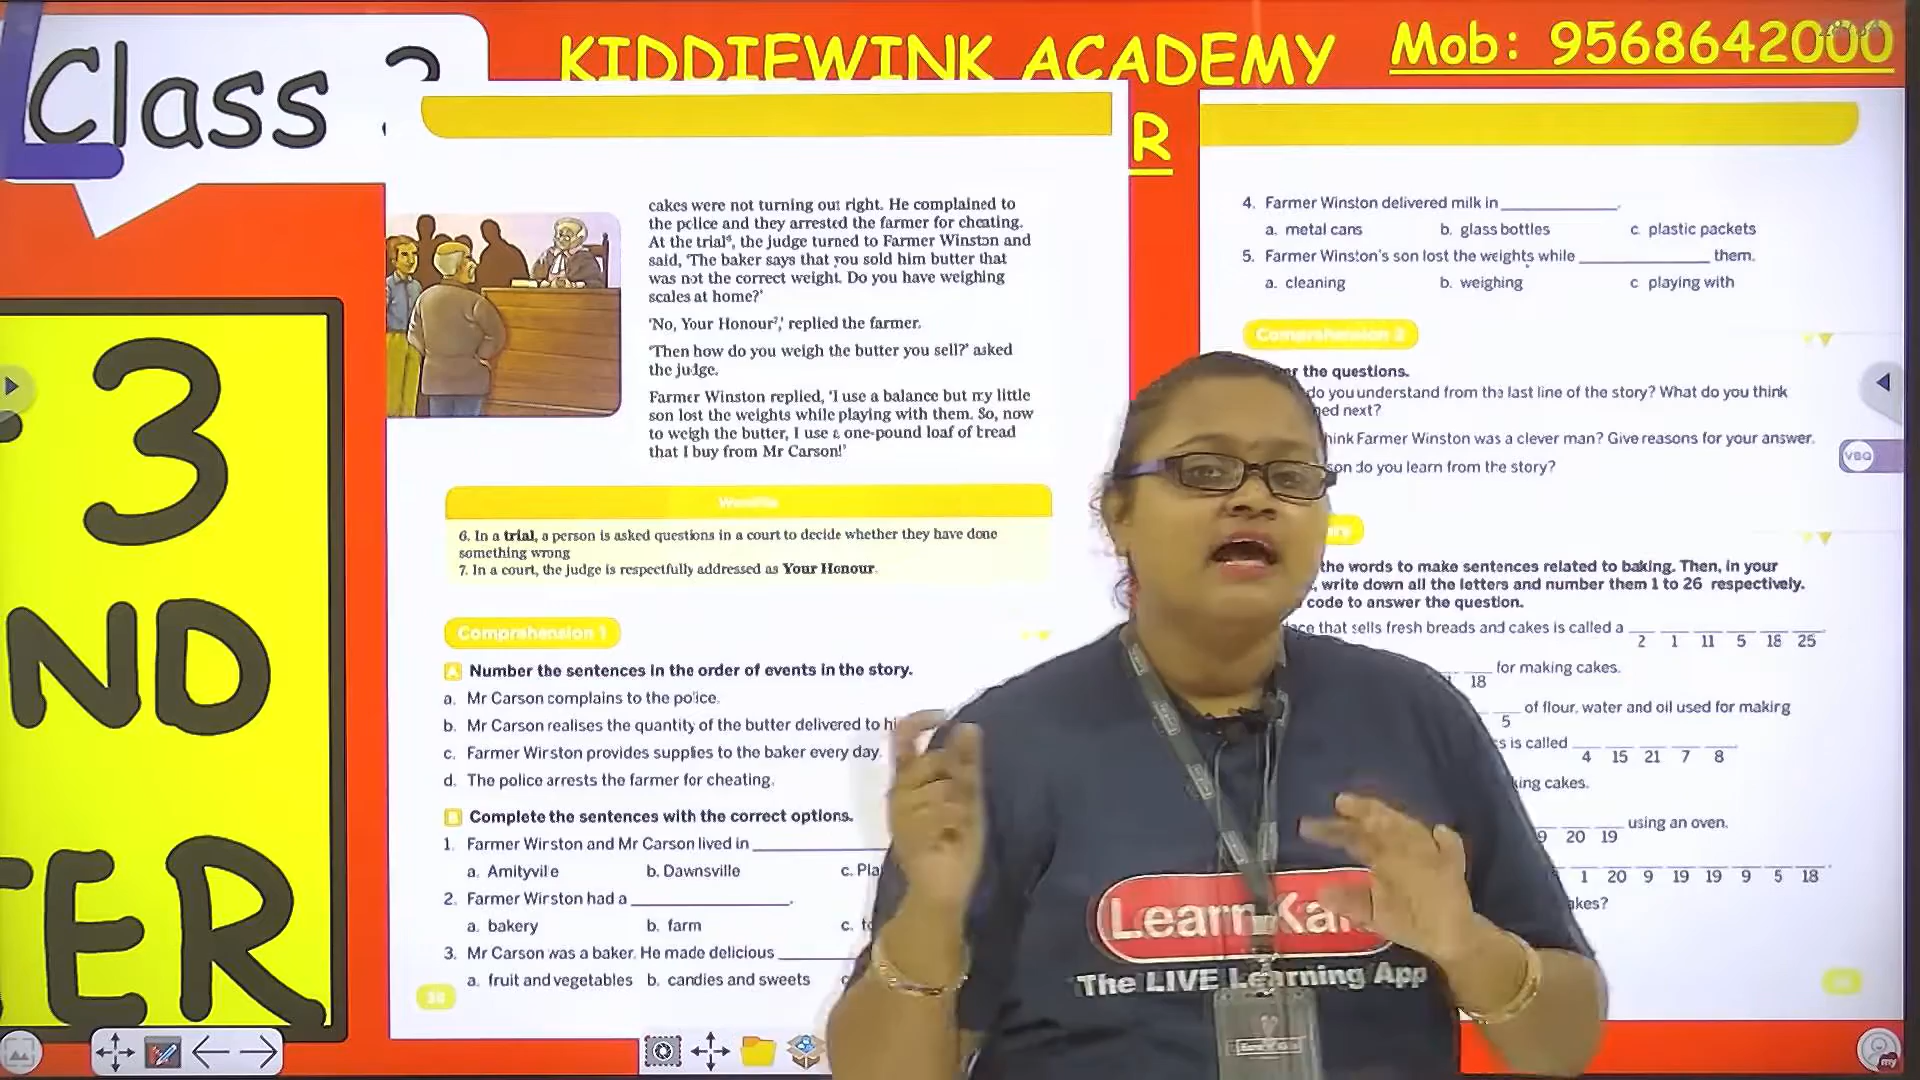 Class
KIDDIEWINK ACADEMY
Mob: 9568642000
R
3
ND
TER
cakes were not turning out right. He complained to
the police and they arrested the farmer for cheating.
At the trial⁶, the judge turned to Farmer Winston and
said, 'The baker says that you sold him butter that
was not the correct weight. Do you have weighing
scales at home?'
'No, Your Honour⁷,' replied the farmer.
'Then how do you weigh the butter you sell?' asked
the judge.
Farmer Winston replied, 'I use a balance but my little
son lost the weights while playing with them. So, now
to weigh the butter, I use a one-pound loaf of bread
that I buy from Mr Carson!'
6. In a trial, a person is asked questions in a court to decide whether they have done
something wrong
7. In a court, the judge is respectfully addressed as Your Honour.
Comprehension 1
A Number the sentences in the order of events in the story.
a. Mr Carson complains to the police.
b. Mr Carson realises the quantity of the butter delivered to hi
c. Farmer Winston provides supplies to the baker every day.
d. The police arrests the farmer for cheating.
B Complete the sentences with the correct options.
1. Farmer Winston and Mr Carson lived in
a. Amityville b. Dawnsville c. Pla
2. Farmer Winston had a ____.
a. bakery b. farm c. to
3. Mr Carson was a baker. He made delicious
a. fruit and vegetables b. candies and sweets
4. Farmer Winston delivered milk in ____.
a. metal cans b. glass bottles c. plastic packets
5. Farmer Winston's son lost the weights while ____ them.
a. cleaning b. weighing c playing with
Comprehension 2
er the questions.
do you understand from the last line of the story? What do you think
ned next?
hink Farmer Winston was a clever man? Give reasons for your answer.
son do you learn from the story?
VBQ
the words to make sentences related to baking. Then, in your
, write down all the letters and number them 1 to 26 respectively.
code to answer the question.
ace that sells fresh breads and cakes is called a
2 1 11 5 18 25
for making cakes.
18
of flour, water and oil used for making
5
s is called
4 15 21 7 8
king cakes.
using an oven.
9 20 19
1 20 9 19 19 9 5 18
akes?
Learn Ka
The LIVE Learning App
my